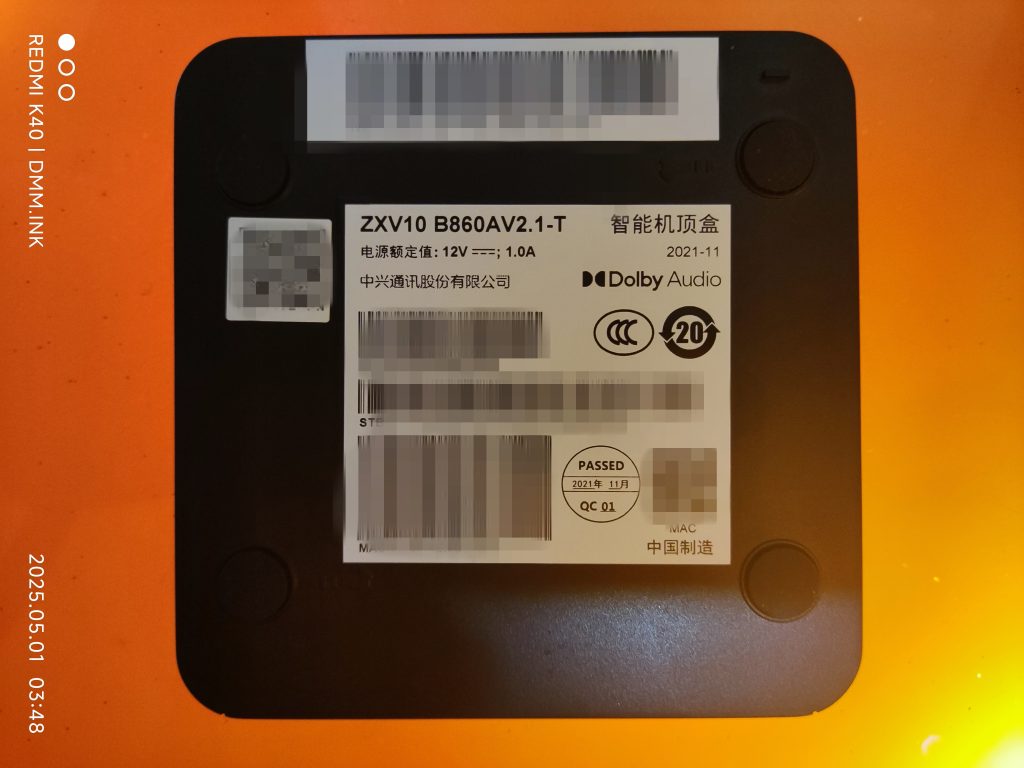 REDMI K40 | DMM.INK
2025.05.01 03:48
ZXV10 B860AV2.1-T
智能机顶盒
电源额定值: 12V ⎓; 1.0A
2021-11
中兴通讯股份有限公司
Dolby Audio
CCC
20
PASSED
2021年 11月
QC 01
MAC
中国制造